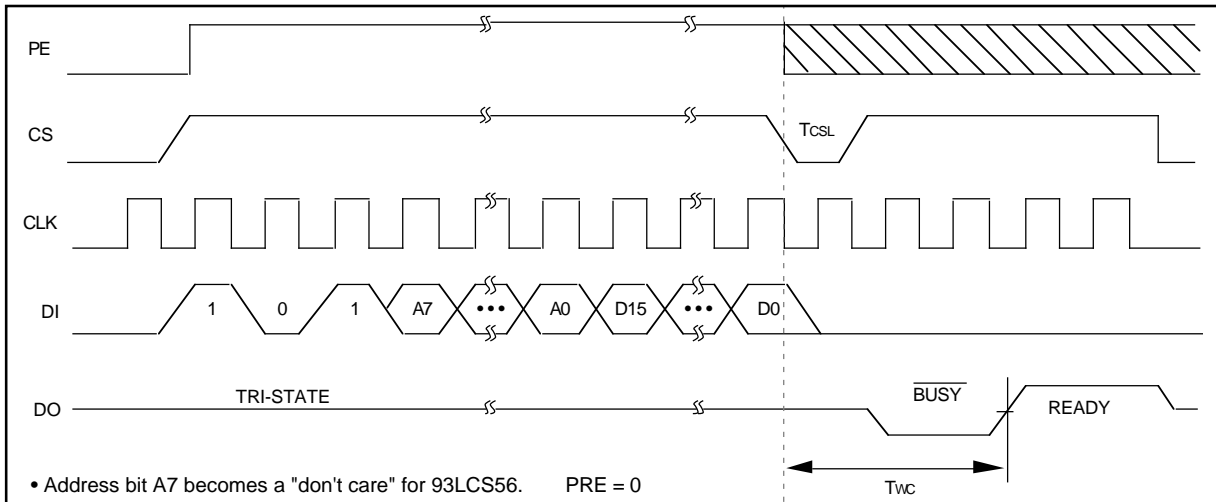 PE
CS
TCSL
CLK
DI
1 0 1 A7 ••• A0 D15 ••• D0
DO
TRI-STATE
BUSY
READY
TWC
• Address bit A7 becomes a "don't care" for 93LCS56. PRE = 0